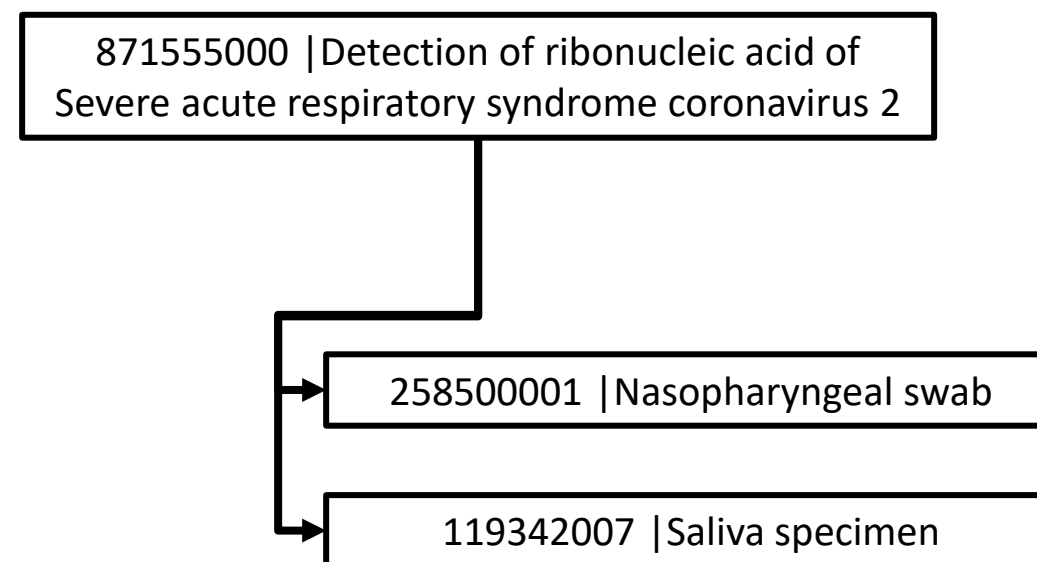 871555000 |Detection of ribonucleic acid of
Severe acute respiratory syndrome coronavirus 2
258500001 |Nasopharyngeal swab
119342007 |Saliva specimen